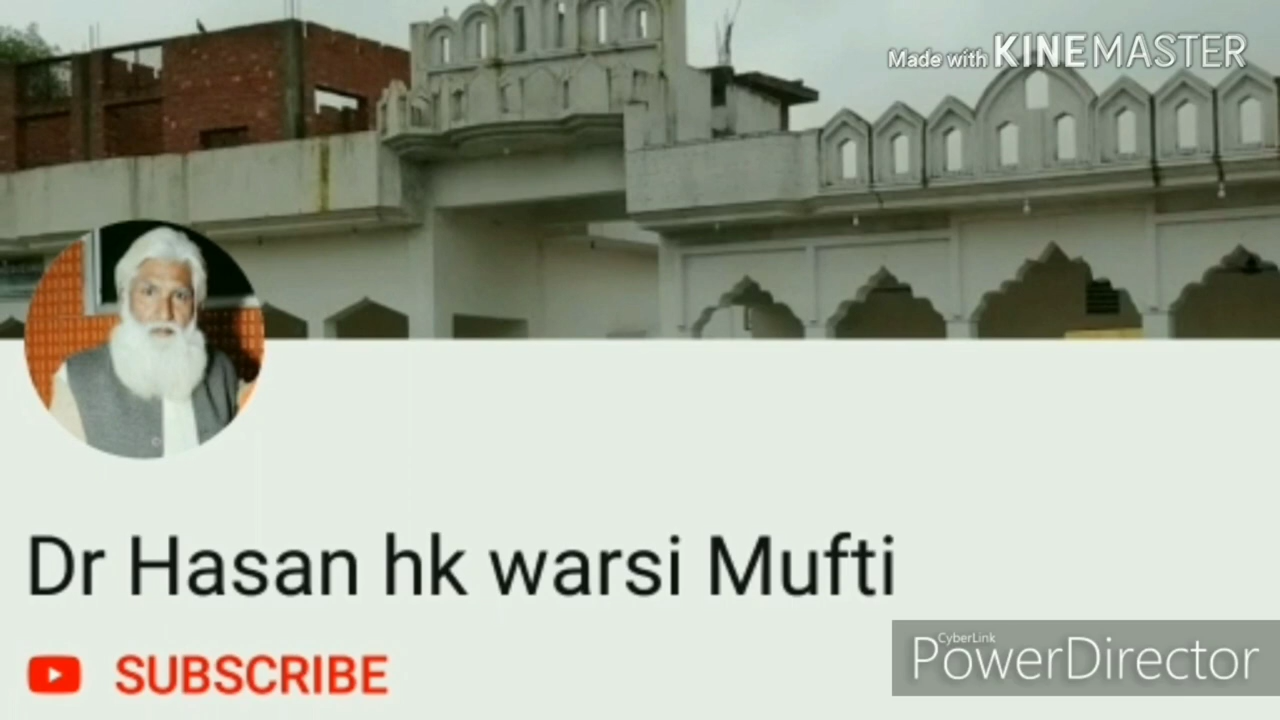 Made with KINEMASTER
Dr Hasan hk warsi Mufti
SUBSCRIBE
CyberLink
PowerDirector